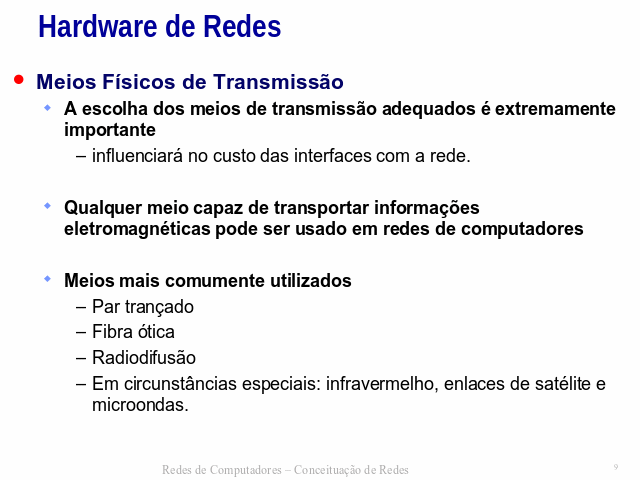 Hardware de Redes
Meios Físicos de Transmissão
A escolha dos meios de transmissão adequados é extremamente
importante
– influenciará no custo das interfaces com a rede.
Qualquer meio capaz de transportar informações
eletromagnéticas pode ser usado em redes de computadores
Meios mais comumente utilizados
– Par trançado
– Fibra ótica
– Radiodifusão
– Em circunstâncias especiais: infravermelho, enlaces de satélite e
microondas.
Redes de Computadores – Conceituação de Redes
9